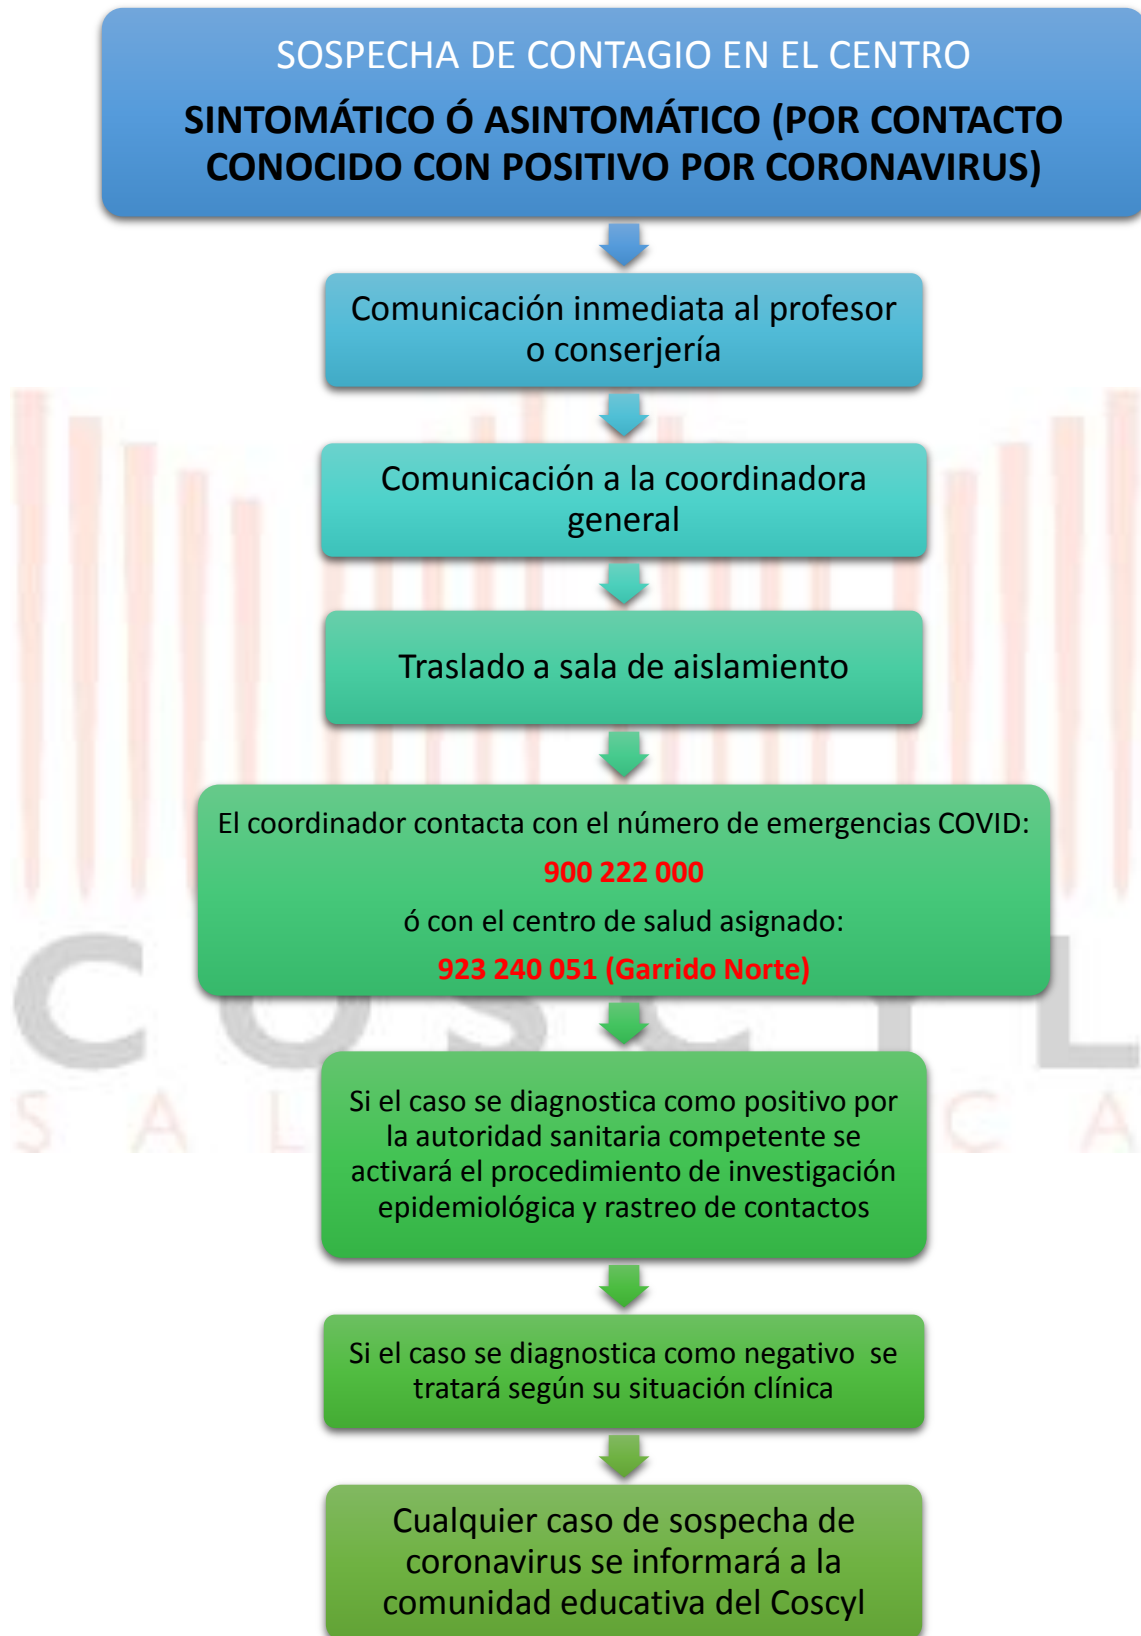 SOSPECHA DE CONTAGIO EN EL CENTRO
SINTOMÁTICO Ó ASINTOMÁTICO (POR CONTACTO
CONOCIDO CON POSITIVO POR CORONAVIRUS)
Comunicación inmediata al profesor
o conserjería
Comunicación a la coordinadora
general
Traslado a sala de aislamiento
El coordinador contacta con el número de emergencias COVID:
900 222 000
ó con el centro de salud asignado:
923 240 051 (Garrido Norte)
COSCYL
Si el caso se diagnostica como positivo por
la autoridad sanitaria competente se
activará el procedimiento de investigación
epidemiológica y rastreo de contactos
Si el caso se diagnostica como negativo se
tratará según su situación clínica
Cualquier caso de sospecha de
coronavirus se informará a la
comunidad educativa del Coscyl